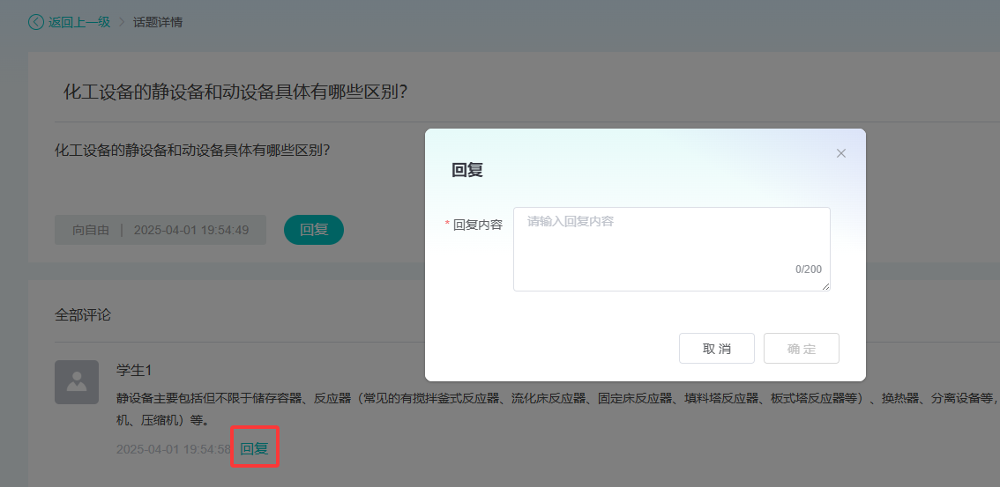 返回上一级 > 话题详情
化工设备的静设备和动设备具体有哪些区别？
化工设备的静设备和动设备具体有哪些区别？
向自由 | 2025-04-01 19:54:49 回复
回复
* 回复内容
请输入回复内容
0/200
取消 确定
全部评论
学生1
静设备主要包括但不限于储存容器、反应器（常见的有搅拌釜式反应器、流化床反应器、固定床反应器、填料塔反应器、板式塔反应器等）、换热器、分离设备等，
机、压缩机）等。
2025-04-01 19:54:58 回复